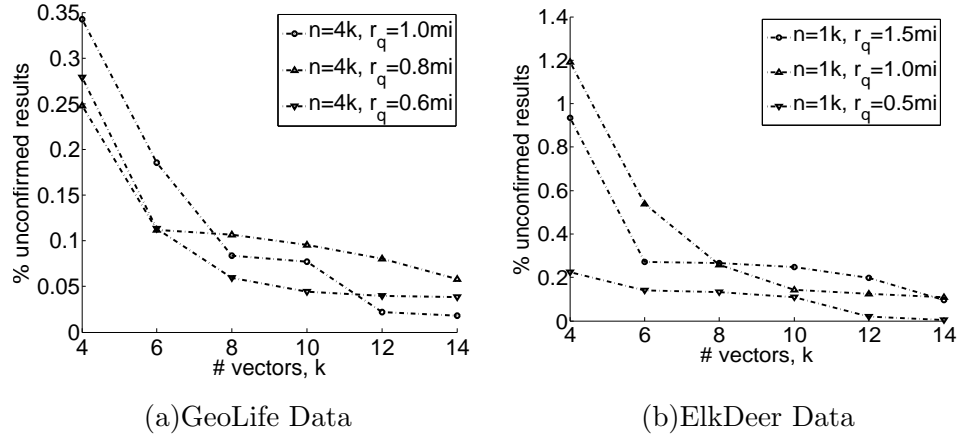 0.35
0.3
0.25
0.2
0.15
0.1
0.05
0
% unconfirmed results
4 6 8 10 12 14
# vectors, k
n=4k, r_q=1.0mi
n=4k, r_q=0.8mi
n=4k, r_q=0.6mi
(a)GeoLife Data
1.4
1.2
1
0.8
0.6
0.4
0.2
0
% unconfirmed results
4 6 8 10 12 14
# vectors, k
n=1k, r_q=1.5mi
n=1k, r_q=1.0mi
n=1k, r_q=0.5mi
(b)ElkDeer Data